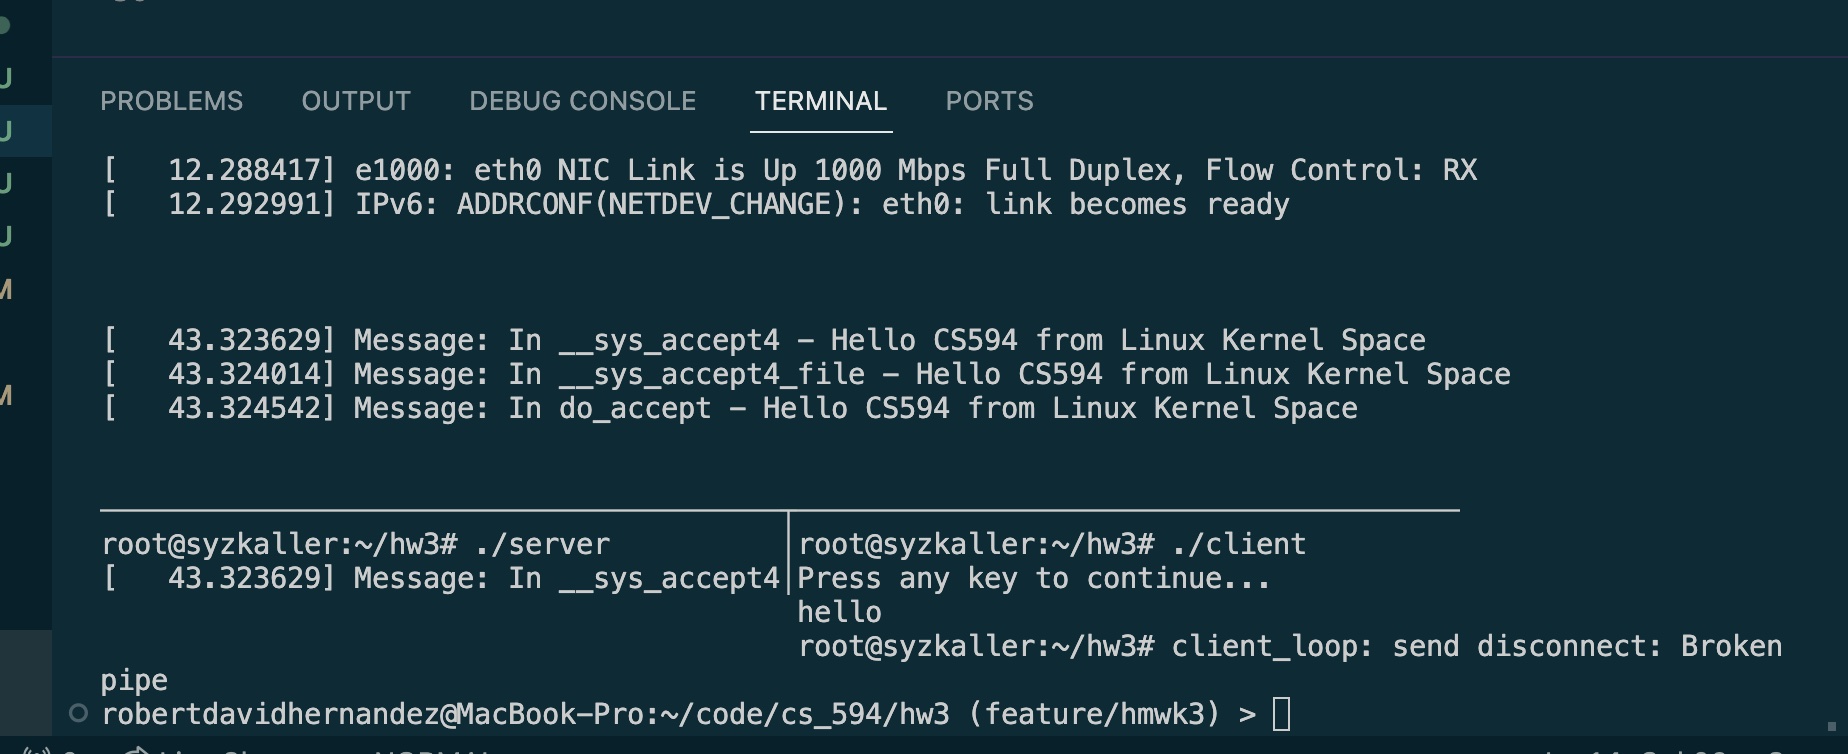 U
PROBLEMS OUTPUT DEBUG CONSOLE TERMINAL PORTS
U
[   12.288417] e1000: eth0 NIC Link is Up 1000 Mbps Full Duplex, Flow Control: RX
[   12.292991] IPv6: ADDRCONF(NETDEV_CHANGE): eth0: link becomes ready
U
U
M
[   43.323629] Message: In __sys_accept4 – Hello CS594 from Linux Kernel Space
[   43.324014] Message: In __sys_accept4_file – Hello CS594 from Linux Kernel Space
M
[   43.324542] Message: In do_accept – Hello CS594 from Linux Kernel Space
root@syzkaller:~/hw3# ./server
[   43.323629] Message: In __sys_accept4
root@syzkaller:~/hw3# ./client
Press any key to continue...
hello
root@syzkaller:~/hw3# client_loop: send disconnect: Broken
pipe
robertdavidhernandez@MacBook-Pro:~/code/cs_594/hw3 (feature/hmwk3) >